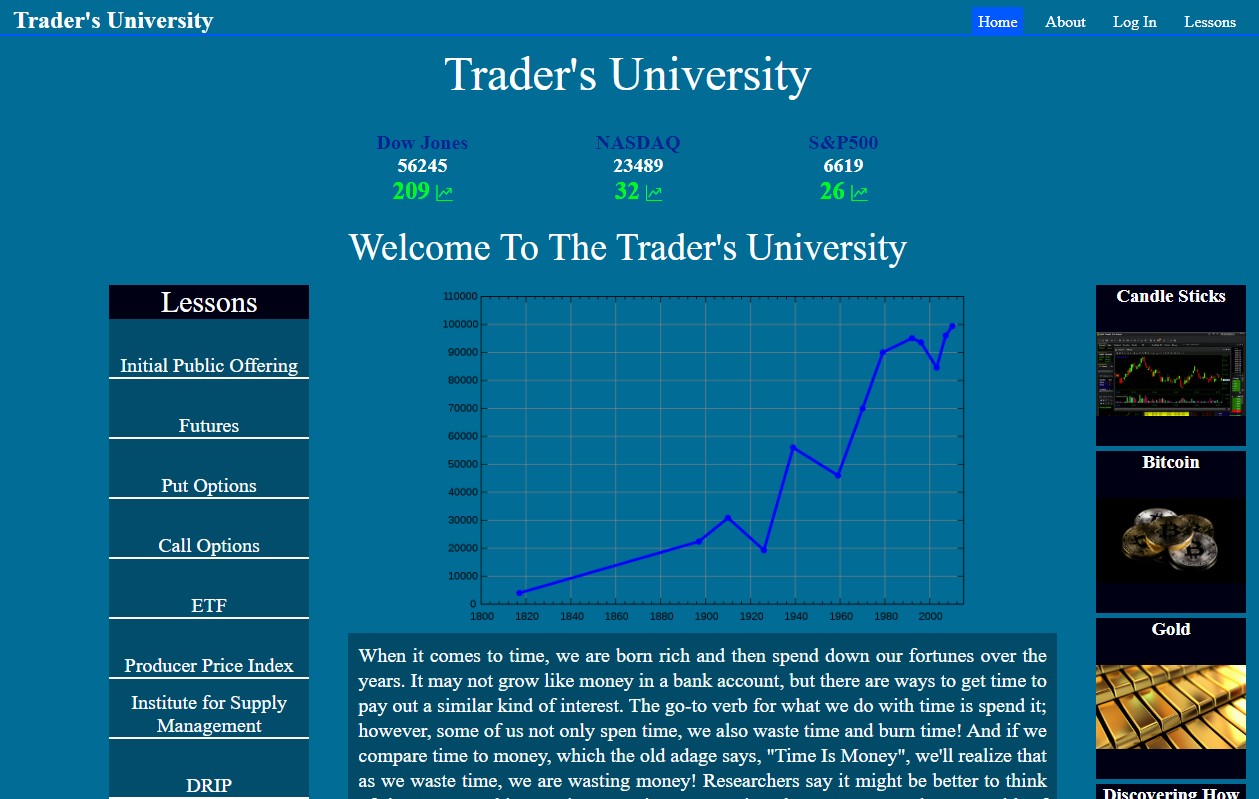 Trader's University
Home About Log In Lessons
Trader's University
Dow Jones NASDAQ S&P500
56245 23489 6619
209 32 26
Welcome To The Trader's University
Lessons
Initial Public Offering
Futures
Put Options
Call Options
ETF
Producer Price Index
Institute for Supply
Management
DRIP
110000
100000
90000
80000
70000
60000
50000
40000
30000
20000
10000
0
1800 1820 1840 1860 1880 1900 1920 1940 1960 1980 2000
When it comes to time, we are born rich and then spend down our fortunes over the
years. It may not grow like money in a bank account, but there are ways to get time to
pay out a similar kind of interest. The go-to verb for what we do with time is spend it;
however, some of us not only spen time, we also waste time and burn time! And if we
compare time to money, which the old adage says, "Time Is Money", we'll realize that
as we waste time, we are wasting money! Researchers say it might be better to think
Candle Sticks
Bitcoin
Gold
Discovering How